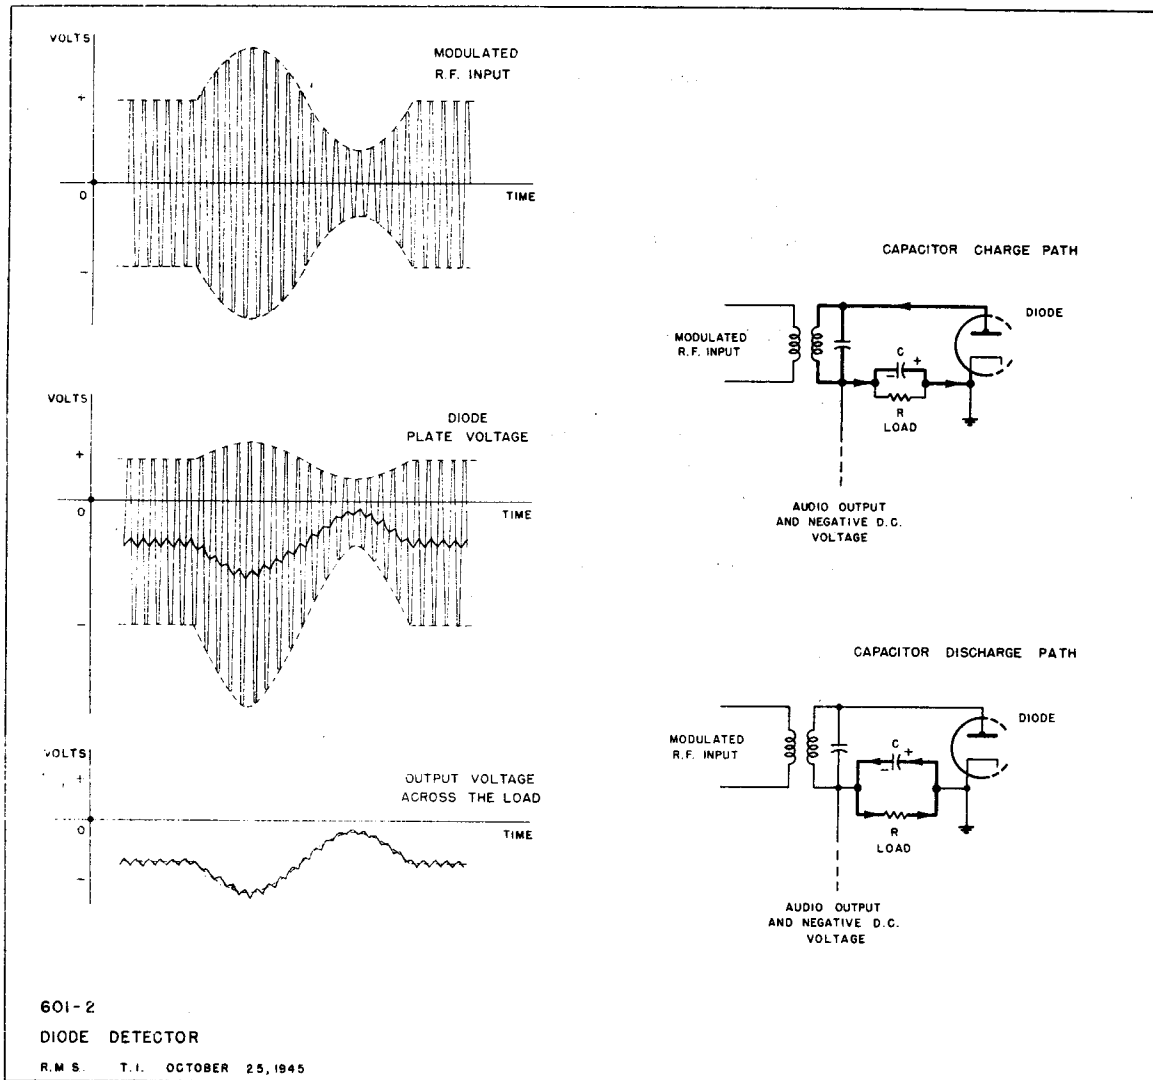 VOLTS
MODULATED
R.F. INPUT
+
0
TIME
−
VOLTS
DIODE
PLATE VOLTAGE
+
0
TIME
−
VOLTS
+
OUTPUT VOLTAGE
ACROSS THE LOAD
0
TIME
−
CAPACITOR CHARGE PATH
DIODE
MODULATED
R.F. INPUT
C
− +
R
LOAD
AUDIO OUTPUT
AND NEGATIVE D.C.
VOLTAGE
CAPACITOR DISCHARGE PATH
DIODE
MODULATED
R.F. INPUT
C
− +
R
LOAD
AUDIO OUTPUT
AND NEGATIVE D.C.
VOLTAGE
601-2
DIODE DETECTOR
R.M S. T.I. OCTOBER 25, 1945